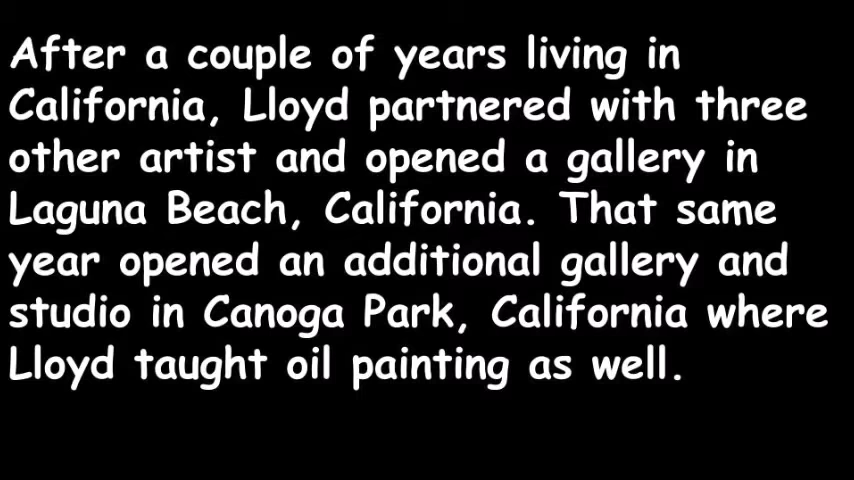 After a couple of years living in
California, Lloyd partnered with three
other artist and opened a gallery in
Laguna Beach, California. That same
year opened an additional gallery and
studio in Canoga Park, California where
Lloyd taught oil painting as well.